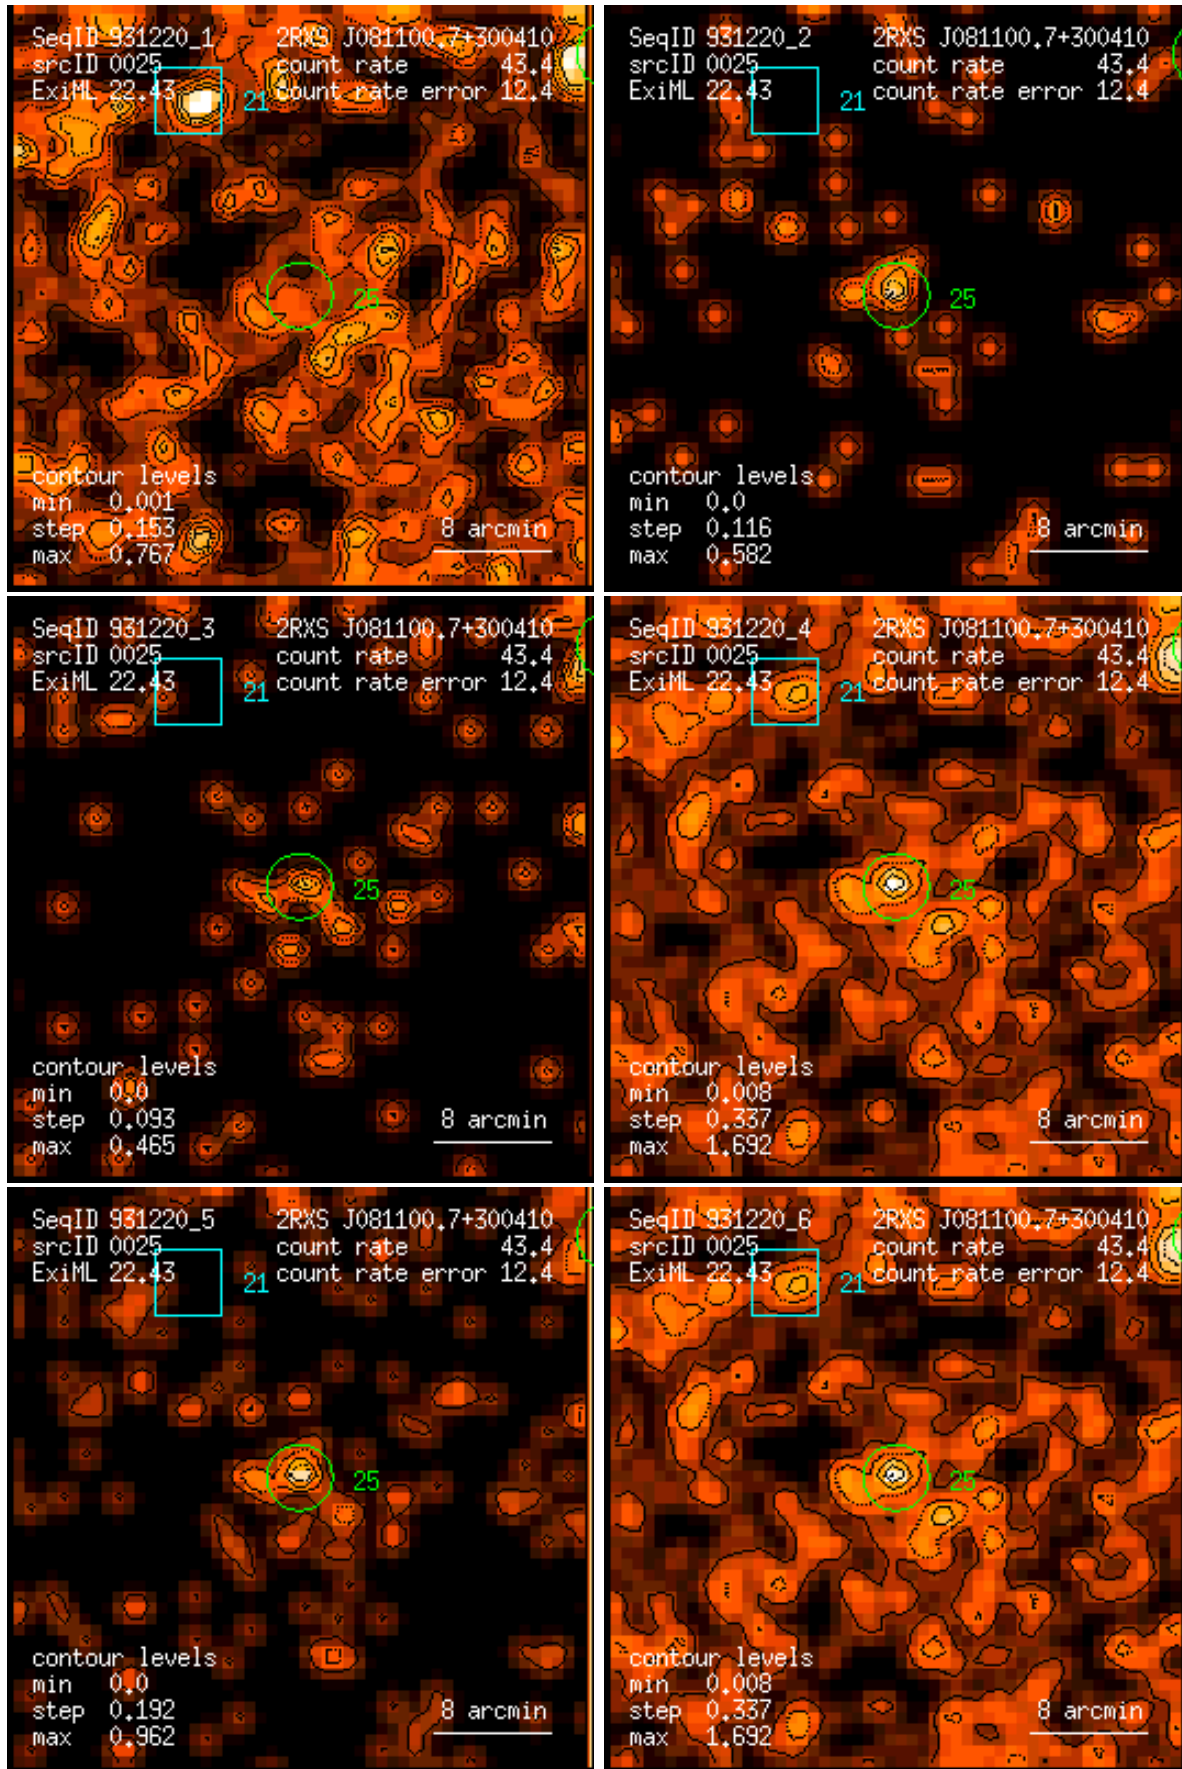 SeqID 931220_1 2RXS J081100.7+300410
srcID 0025 count rate 43.4
ExiML 22.43 count rate error 12.4
21
25
contour levels
min 0.001
step 0.153 8 arcmin
max 0.767
SeqID 931220_2 2RXS J081100.7+300410
srcID 0025 count rate 43.4
ExiML 22.43 count rate error 12.4
21
25
contour levels
min 0.0
step 0.116 8 arcmin
max 0.582
SeqID 931220_3 2RXS J081100.7+300410
srcID 0025 count rate 43.4
ExiML 22.43 count rate error 12.4
21
25
contour levels
min 0.0
step 0.093 8 arcmin
max 0.465
SeqID 931220_4 2RXS J081100.7+300410
srcID 0025 count rate 43.4
ExiML 22.43 count rate error 12.4
21
25
contour levels
min 0.008
step 0.337 8 arcmin
max 1.692
SeqID 931220_5 2RXS J081100.7+300410
srcID 0025 count rate 43.4
ExiML 22.43 count rate error 12.4
21
25
contour levels
min 0.0
step 0.192 8 arcmin
max 0.962
SeqID 931220_6 2RXS J081100.7+300410
srcID 0025 count rate 43.4
ExiML 22.43 count rate error 12.4
21
25
contour levels
min 0.008
step 0.337 8 arcmin
max 1.692